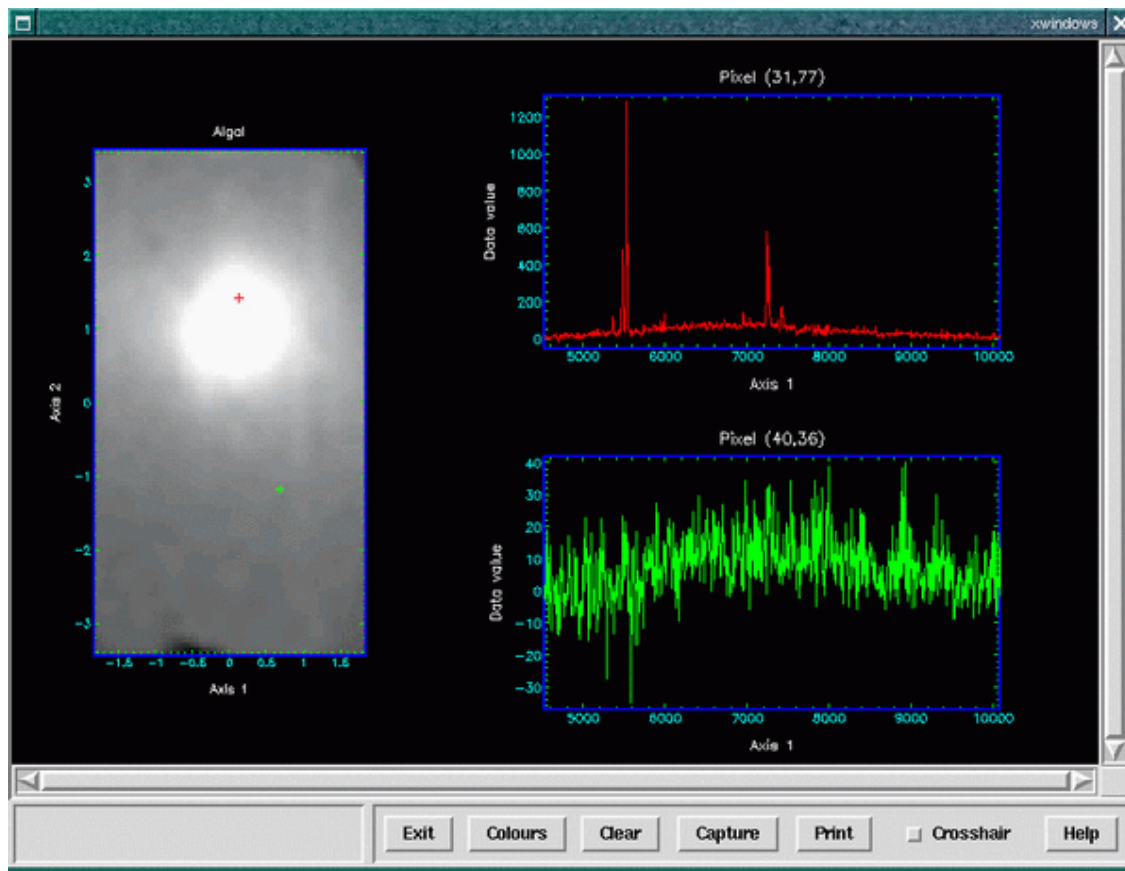 xwindows
Algol
3
2
1
0
-1
-2
-3
Axis 2
-1.5 -1 -0.5 0 0.5 1 1.5
Axis 1
Pixel (31,77)
1200
1000
800
600
400
200
0
Data value
5000 6000 7000 8000 9000 10000
Axis 1
Pixel (40,36)
40
30
20
10
0
-10
-20
-30
Data value
5000 6000 7000 8000 9000 10000
Axis 1
Exit Colours Clear Capture Print Crosshair Help